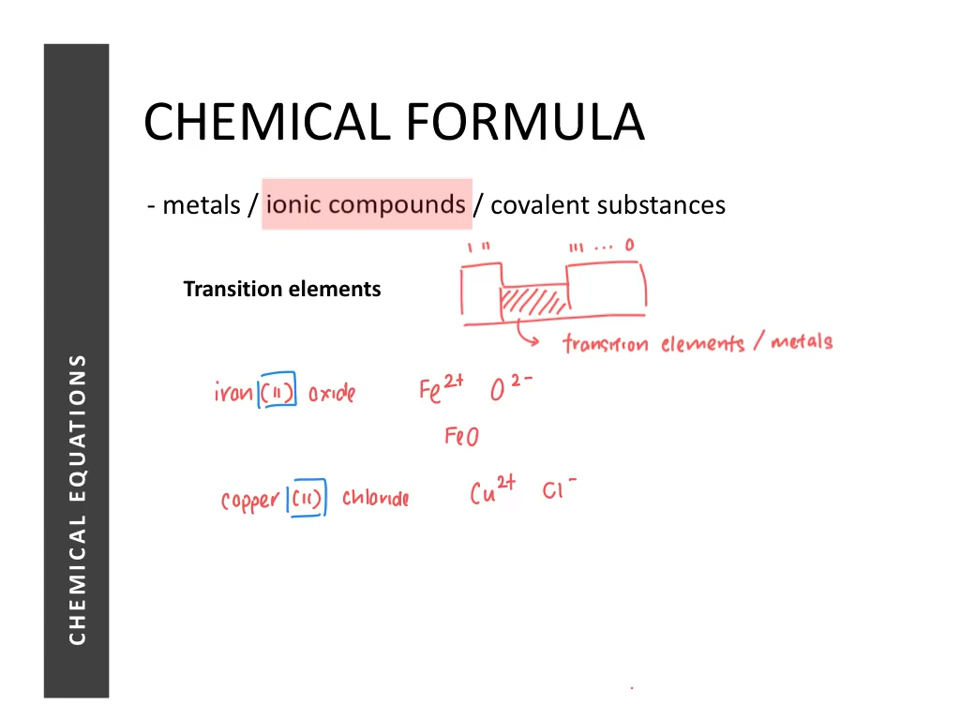 CHEMICAL EQUATIONS
CHEMICAL FORMULA
- metals / ionic compounds / covalent substances
I II III ... 0
Transition elements
transition elements / metals
iron (II) oxide Fe²⁺ O²⁻
FeO
copper (II) chloride Cu²⁺ Cl⁻